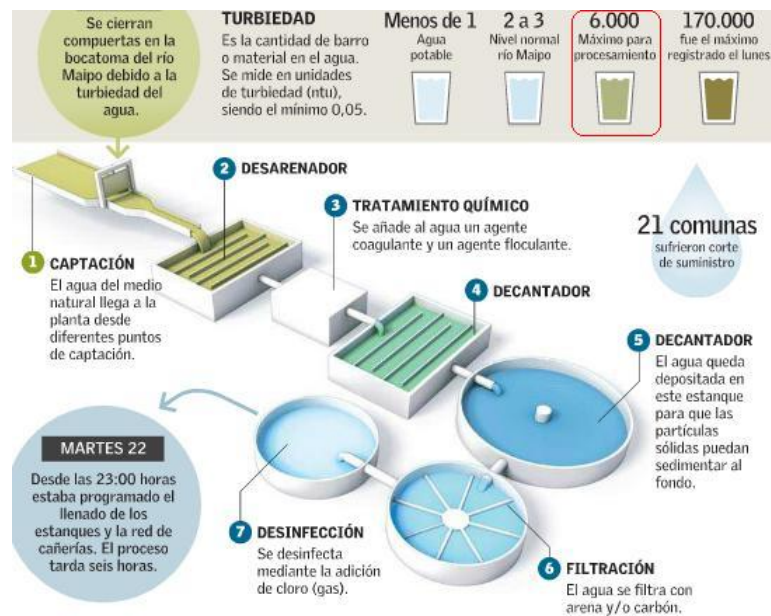 Se cierran
compuertas en la
bocatoma del río
Maipo debido a la
turbiedad del
agua.
TURBIEDAD
Es la cantidad de barro
o material en el agua.
Se mide en unidades
de turbiedad (ntu),
siendo el mínimo 0,05.
Menos de 1
Agua
potable
2 a 3
Nivel normal
río Maipo
6.000
Máximo para
procesamiento
170.000
fue el máximo
registrado el lunes
1 CAPTACIÓN
El agua del medio
natural llega a la
planta desde
diferentes puntos
de captación.
2 DESARENADOR
3 TRATAMIENTO QUÍMICO
Se añade al agua un agente
coagulante y un agente floculante.
21 comunas
sufrieron corte
de suministro
4 DECANTADOR
5 DECANTADOR
El agua queda
depositada en
este estanque
para que las
partículas
sólidas puedan
sedimentar al
fondo.
MARTES 22
Desde las 23:00 horas
estaba programado el
llenado de los
estanques y la red de
cañerías. El proceso
tarda seis horas.
7 DESINFECCIÓN
Se desinfecta
mediante la adición
de cloro (gas).
6 FILTRACIÓN
El agua se filtra con
arena y/o carbón.